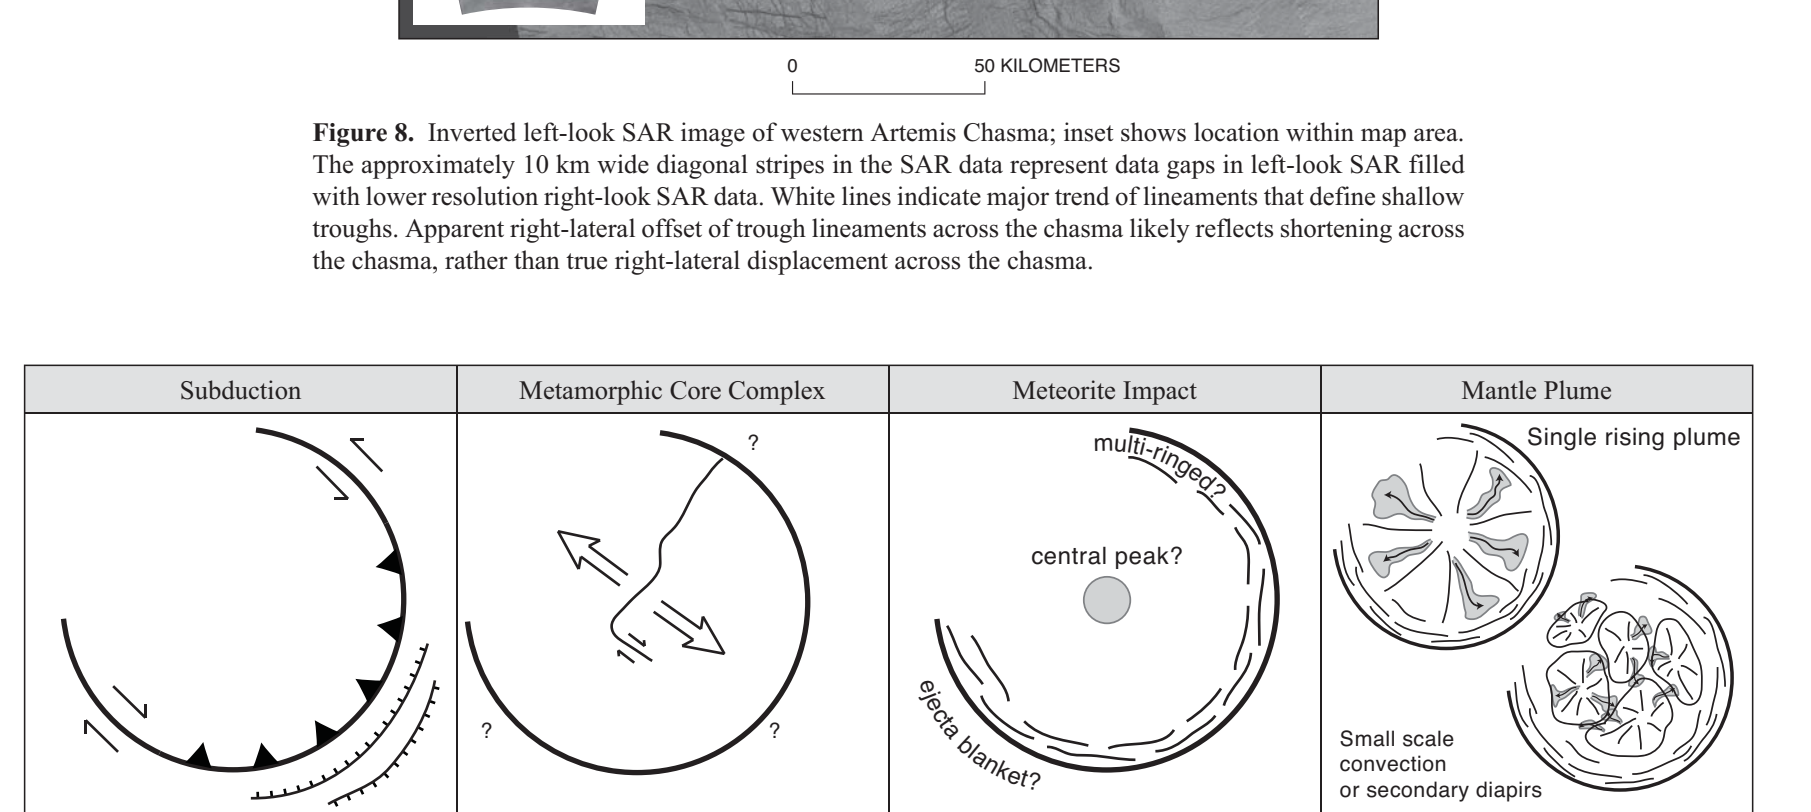 0
50 KILOMETERS
Figure 8. Inverted left-look SAR image of western Artemis Chasma; inset shows location within map area.
The approximately 10 km wide diagonal stripes in the SAR data represent data gaps in left-look SAR filled
with lower resolution right-look SAR data. White lines indicate major trend of lineaments that define shallow
troughs. Apparent right-lateral offset of trough lineaments across the chasma likely reflects shortening across
the chasma, rather than true right-lateral displacement across the chasma.
Subduction
Metamorphic Core Complex
?
?
?
Meteorite Impact
multi-ringed?
central peak?
ejecta blanket?
Mantle Plume
Single rising plume
Small scale
convection
or secondary diapirs